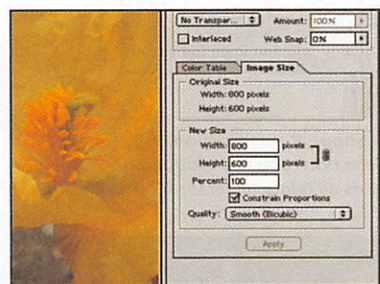 No Transpar... Amount: 100%
Interlaced Web Snap: 0%
Color Table Image Size
Original Size
Width: 800 pixels
Height: 600 pixels
New Size
Width: 800 pixels
Height: 600 pixels
Percent: 100
Constrain Proportions
Quality: Smooth (Bicubic)
Apply